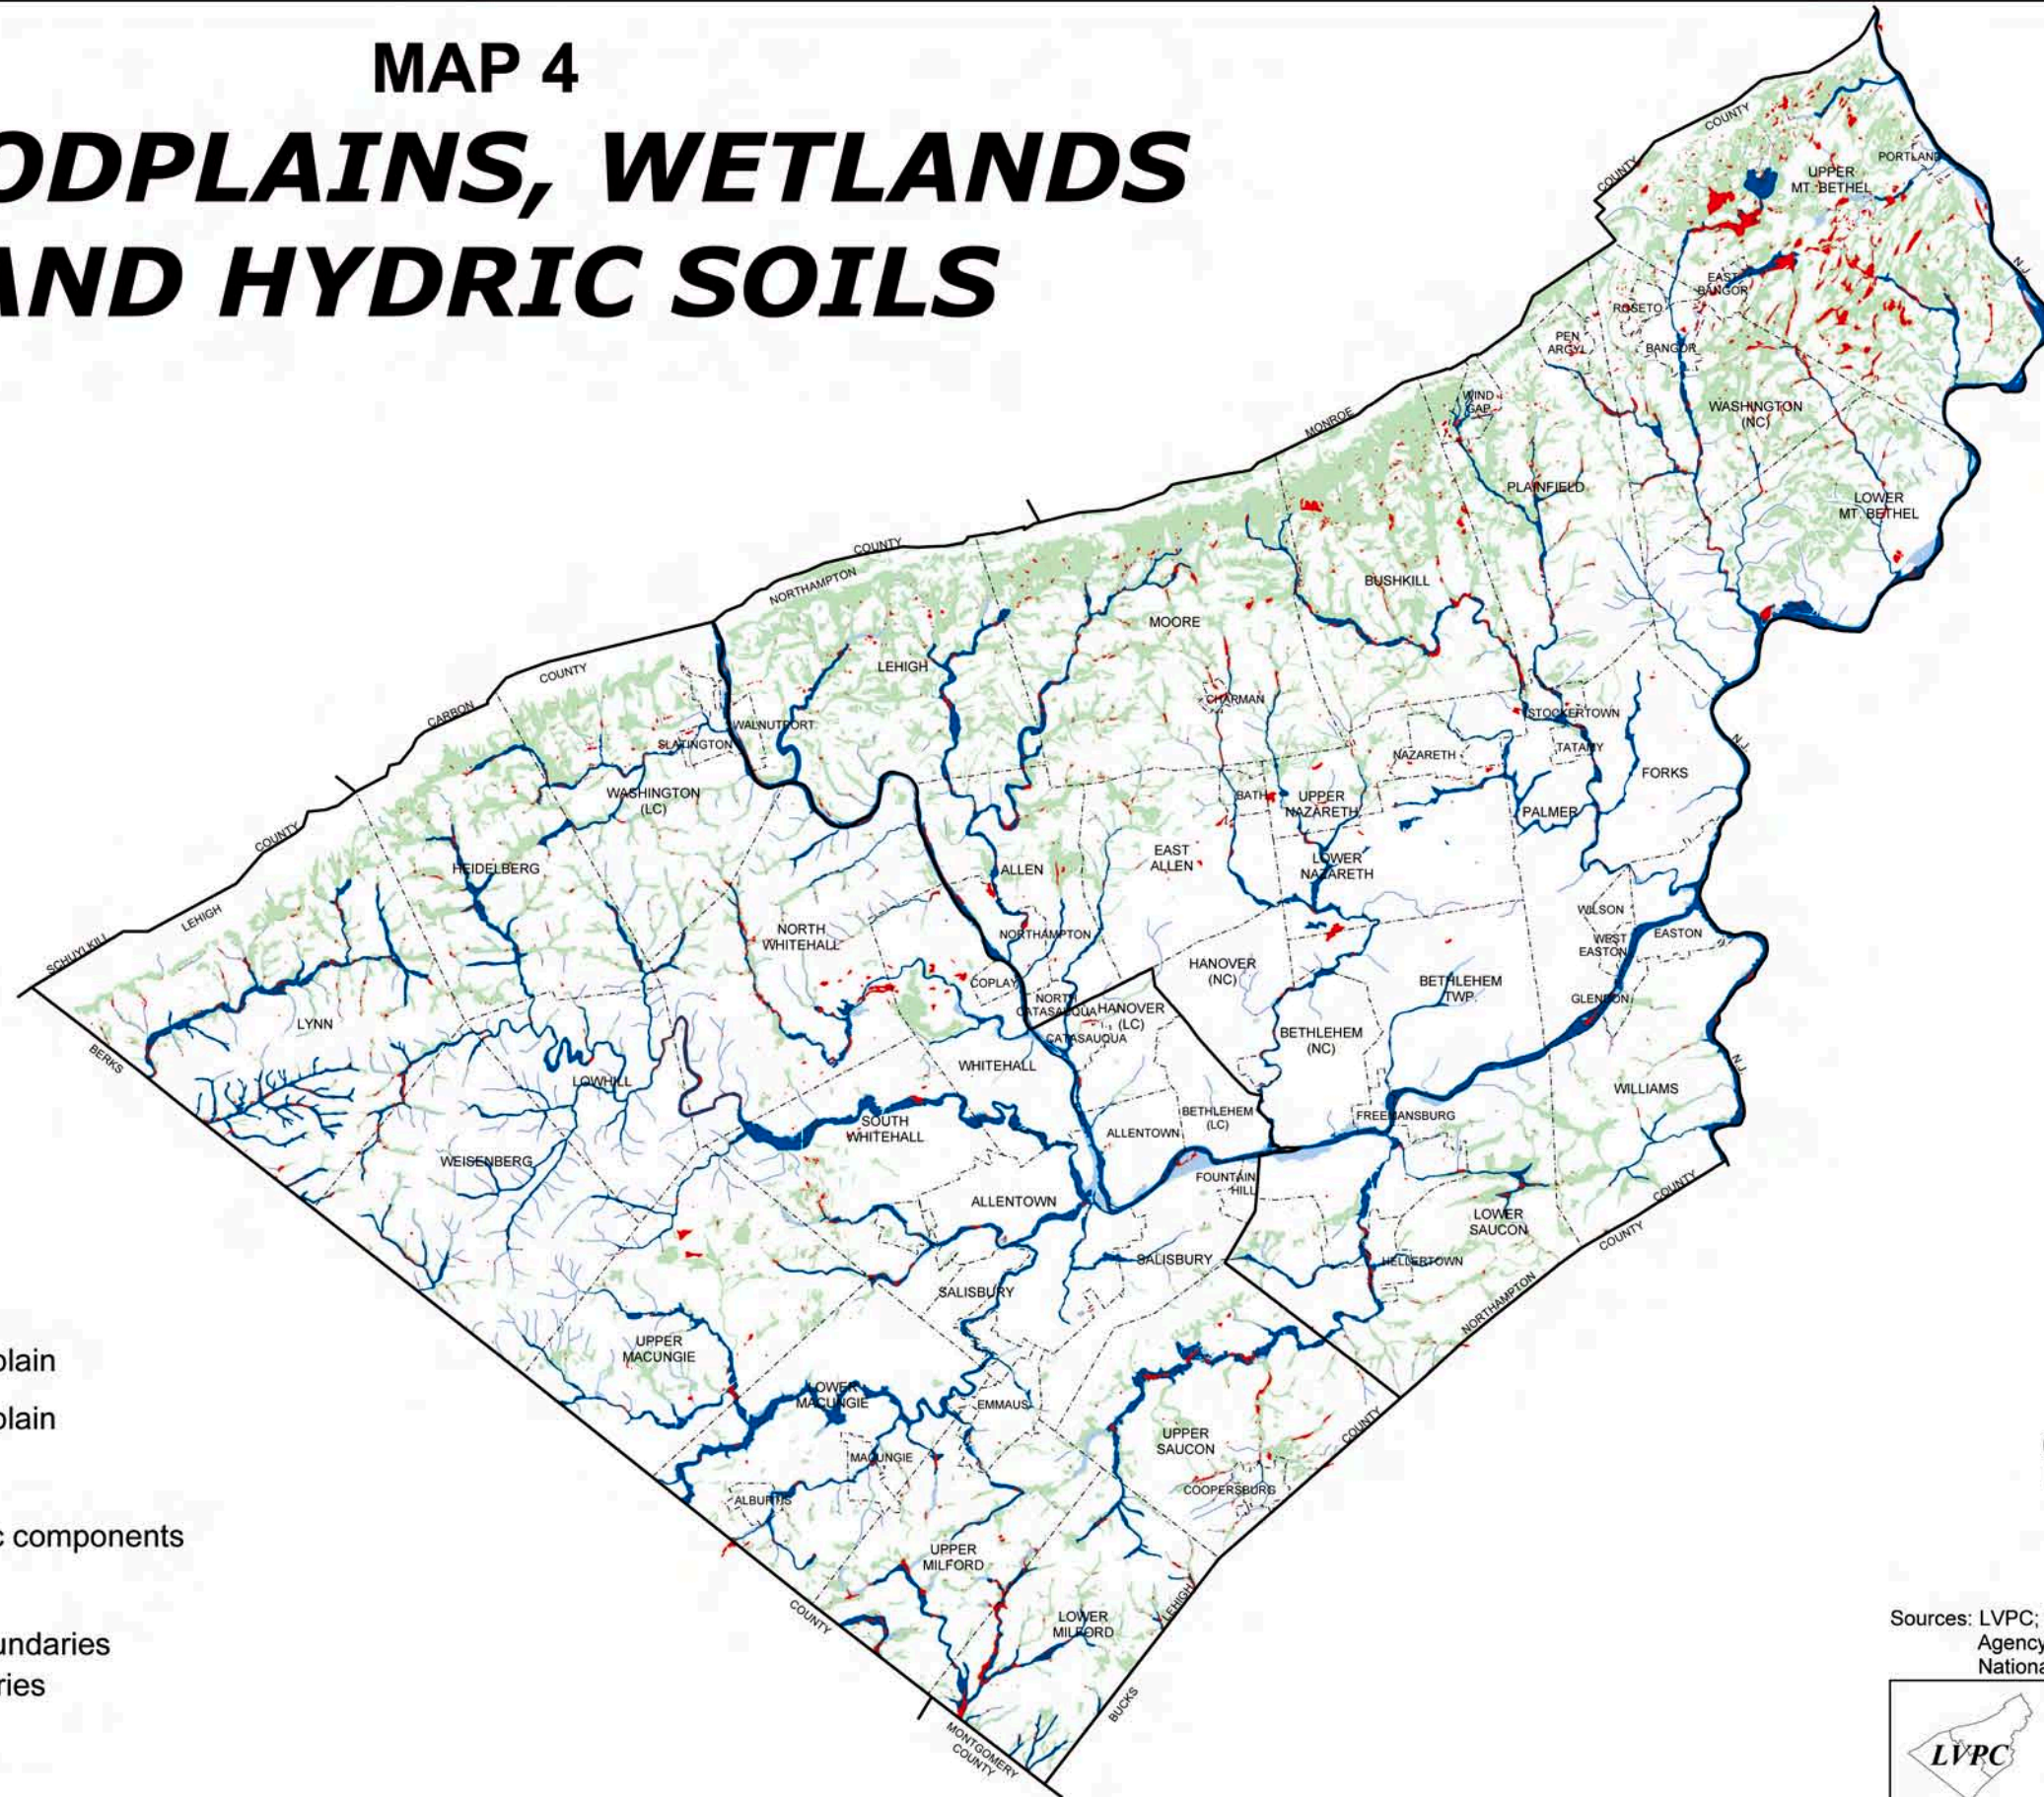 MAP 4
ODPLAINS, WETLANDS
AND HYDRIC SOILS
COUNTY
COUNTY
PORTLAND
UPPER
MT. BETHEL
N.J.
EAST
BANGOR
ROSETO
PEN
ARGYL
BANGOR
WIND
GAP
WASHINGTON
(NC)
MONROE
PLAINFIELD
LOWER
MT. BETHEL
COUNTY
NORTHAMPTON
BUSHKILL
MOORE
LEHIGH
COUNTY
CARBON
CHAPMAN
WALNUTPORT
SLATINGTON
STOCKERTOWN
NAZARETH
TATAMY
N.J.
FORKS
WASHINGTON
(LC)
BATH
UPPER
NAZARETH
PALMER
COUNTY
HEIDELBERG
ALLEN
EAST
ALLEN
LOWER
NAZARETH
LEHIGH
SCHUYLKILL
NORTH
WHITEHALL
NORTHAMPTON
WILSON
WEST
EASTON
EASTON
HANOVER
(NC)
COPLAY
BETHLEHEM
TWP.
GLENDON
LYNN
NORTH
CATASAUQUA
HANOVER
(LC)
CATASAUQUA
BETHLEHEM
(NC)
BERKS
WHITEHALL
N.J.
LOWHILL
WILLIAMS
SOUTH
WHITEHALL
BETHLEHEM
(LC)
FREEMANSBURG
ALLENTOWN
WEISENBERG
FOUNTAIN
HILL
COUNTY
ALLENTOWN
LOWER
SAUCON
COUNTY
SALISBURY
HELLERTOWN
SALISBURY
NORTHAMPTON
UPPER
MACUNGIE
plain
LOWER
MACUNGIE
EMMAUS
plain
UPPER
SAUCON
COUNTY
MACUNGIE
COOPERSBURG
ALBURTIS
c components
UPPER
MILFORD
LEHIGH
COUNTY
LOWER
MILFORD
undaries
ries
BUCKS
MONTGOMERY
COUNTY
Sources: LVPC;
Agency
Nationa
LVPC